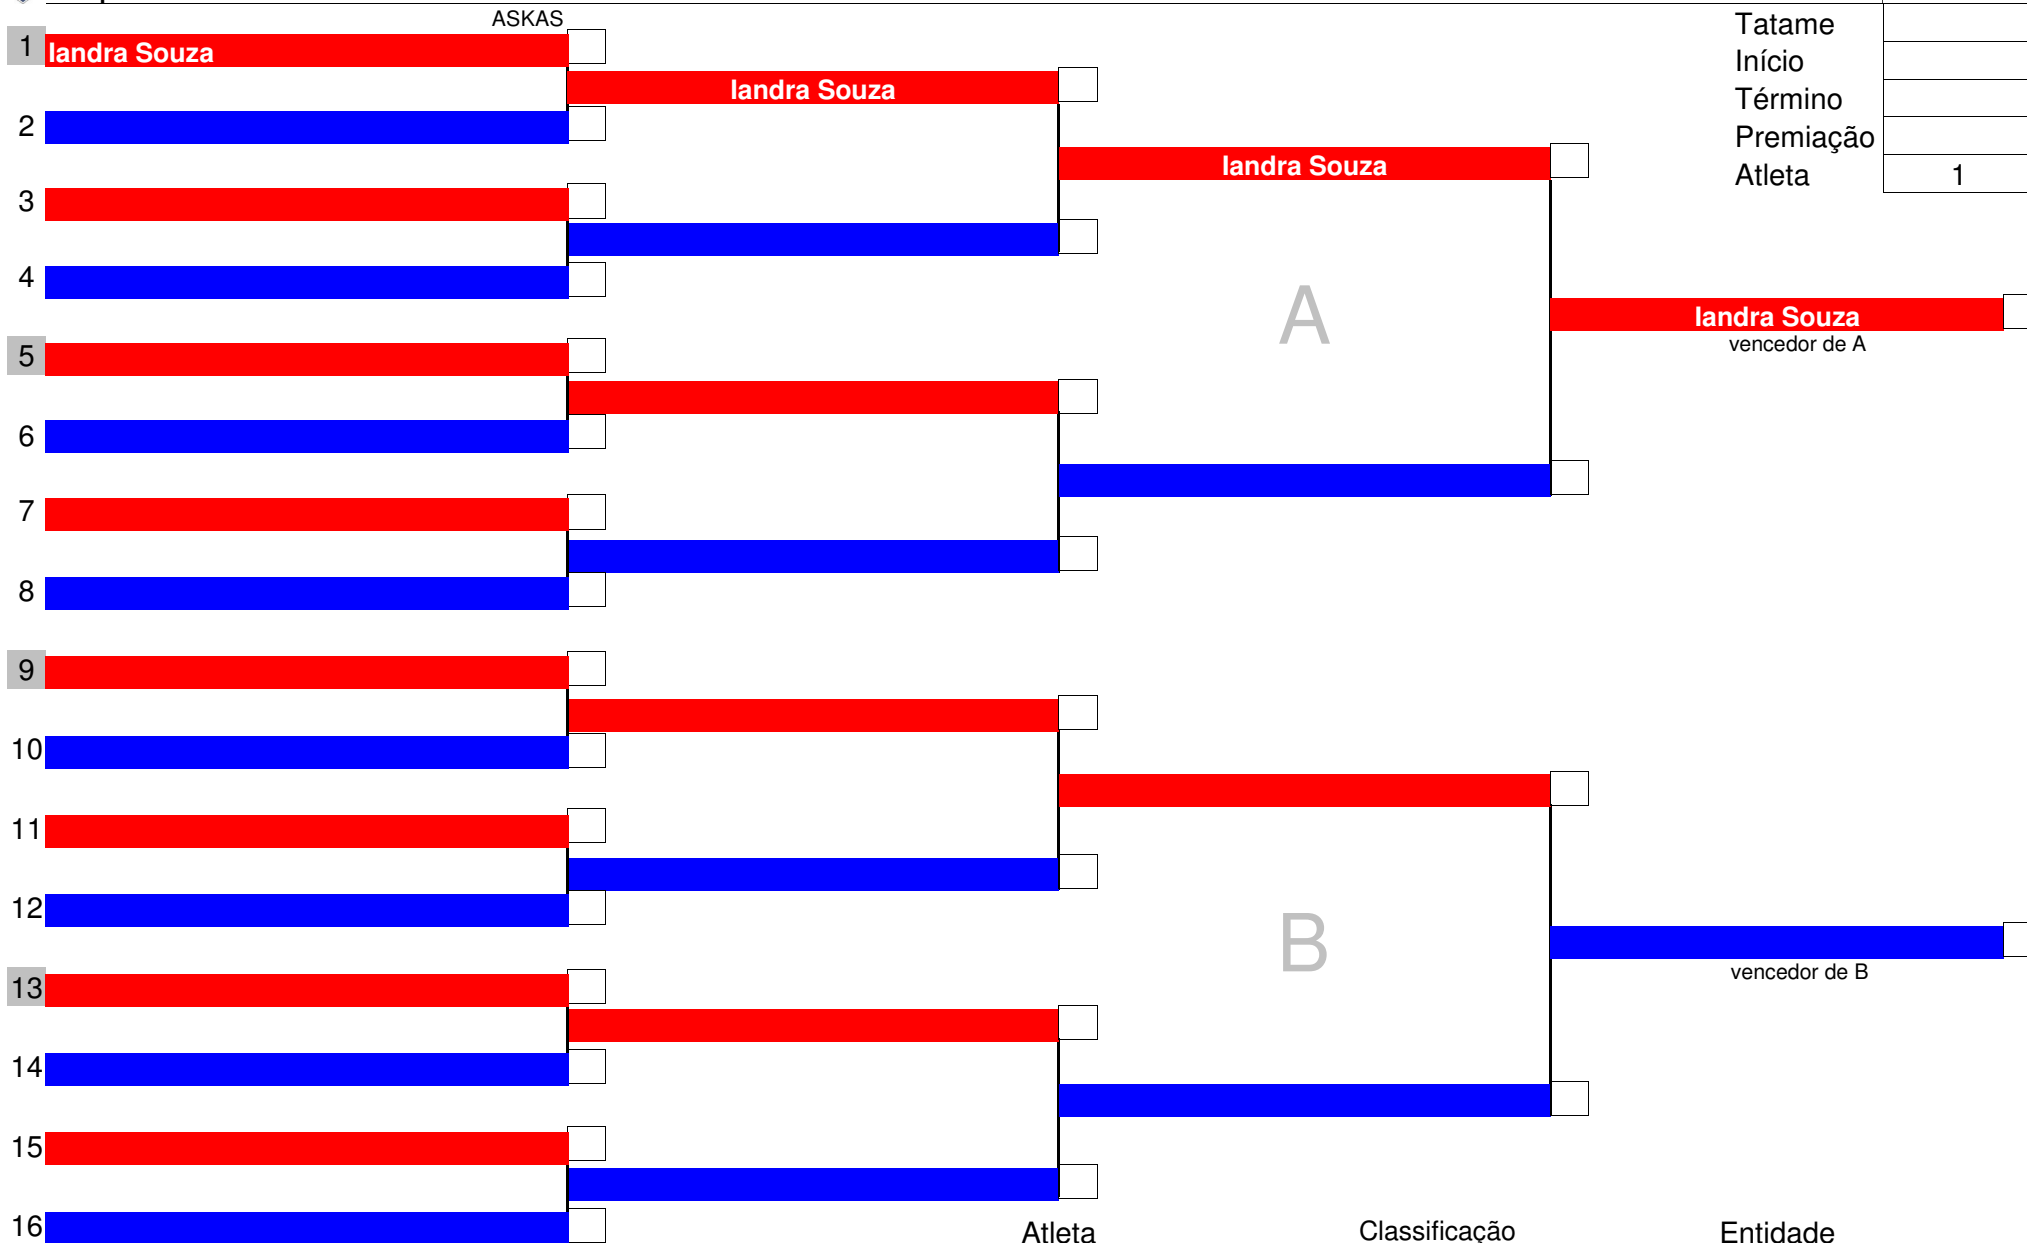 ASKAS
Tatame
1 Iandra Souza
Início
Iandra Souza
Término
2
Premiação
Iandra Souza
Atleta 1
3
4
A
Iandra Souza
vencedor de A
5
6
7
8
9
10
11
12
B
vencedor de B
13
14
15
16
Atleta Classificação Entidade